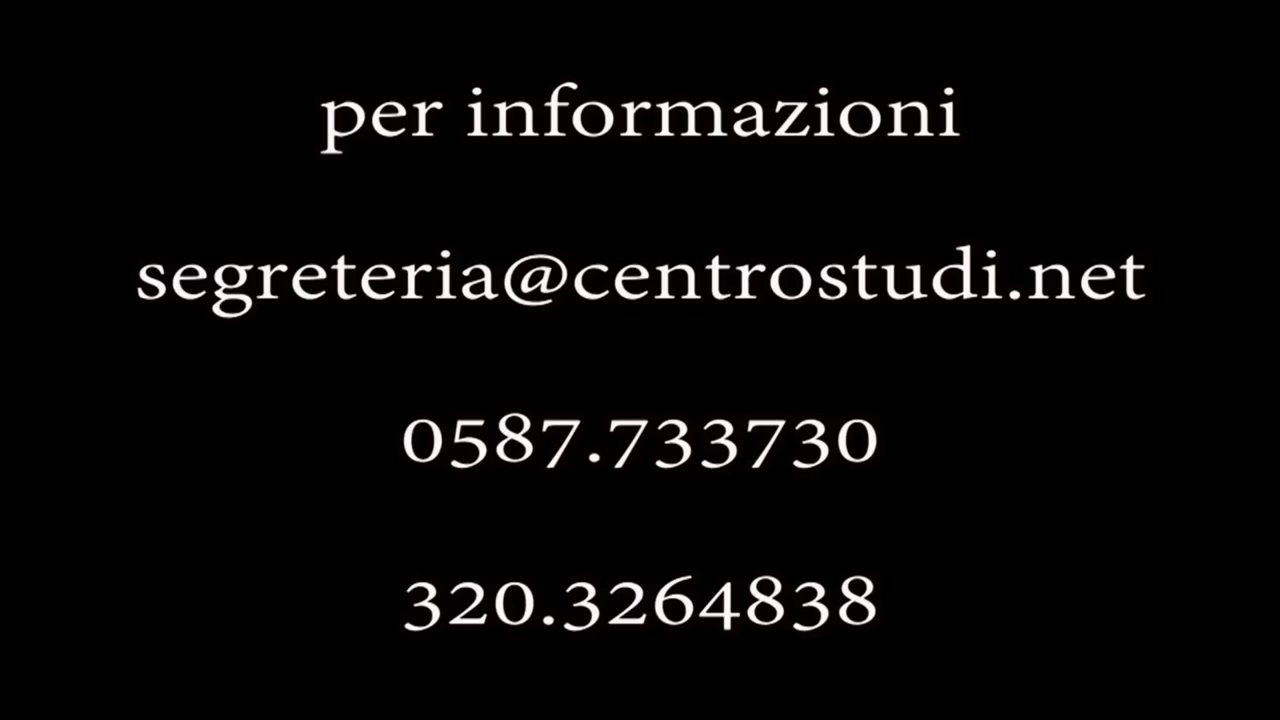 per informazioni
segreteria@centrostudi.net
0587.733730
320.3264838